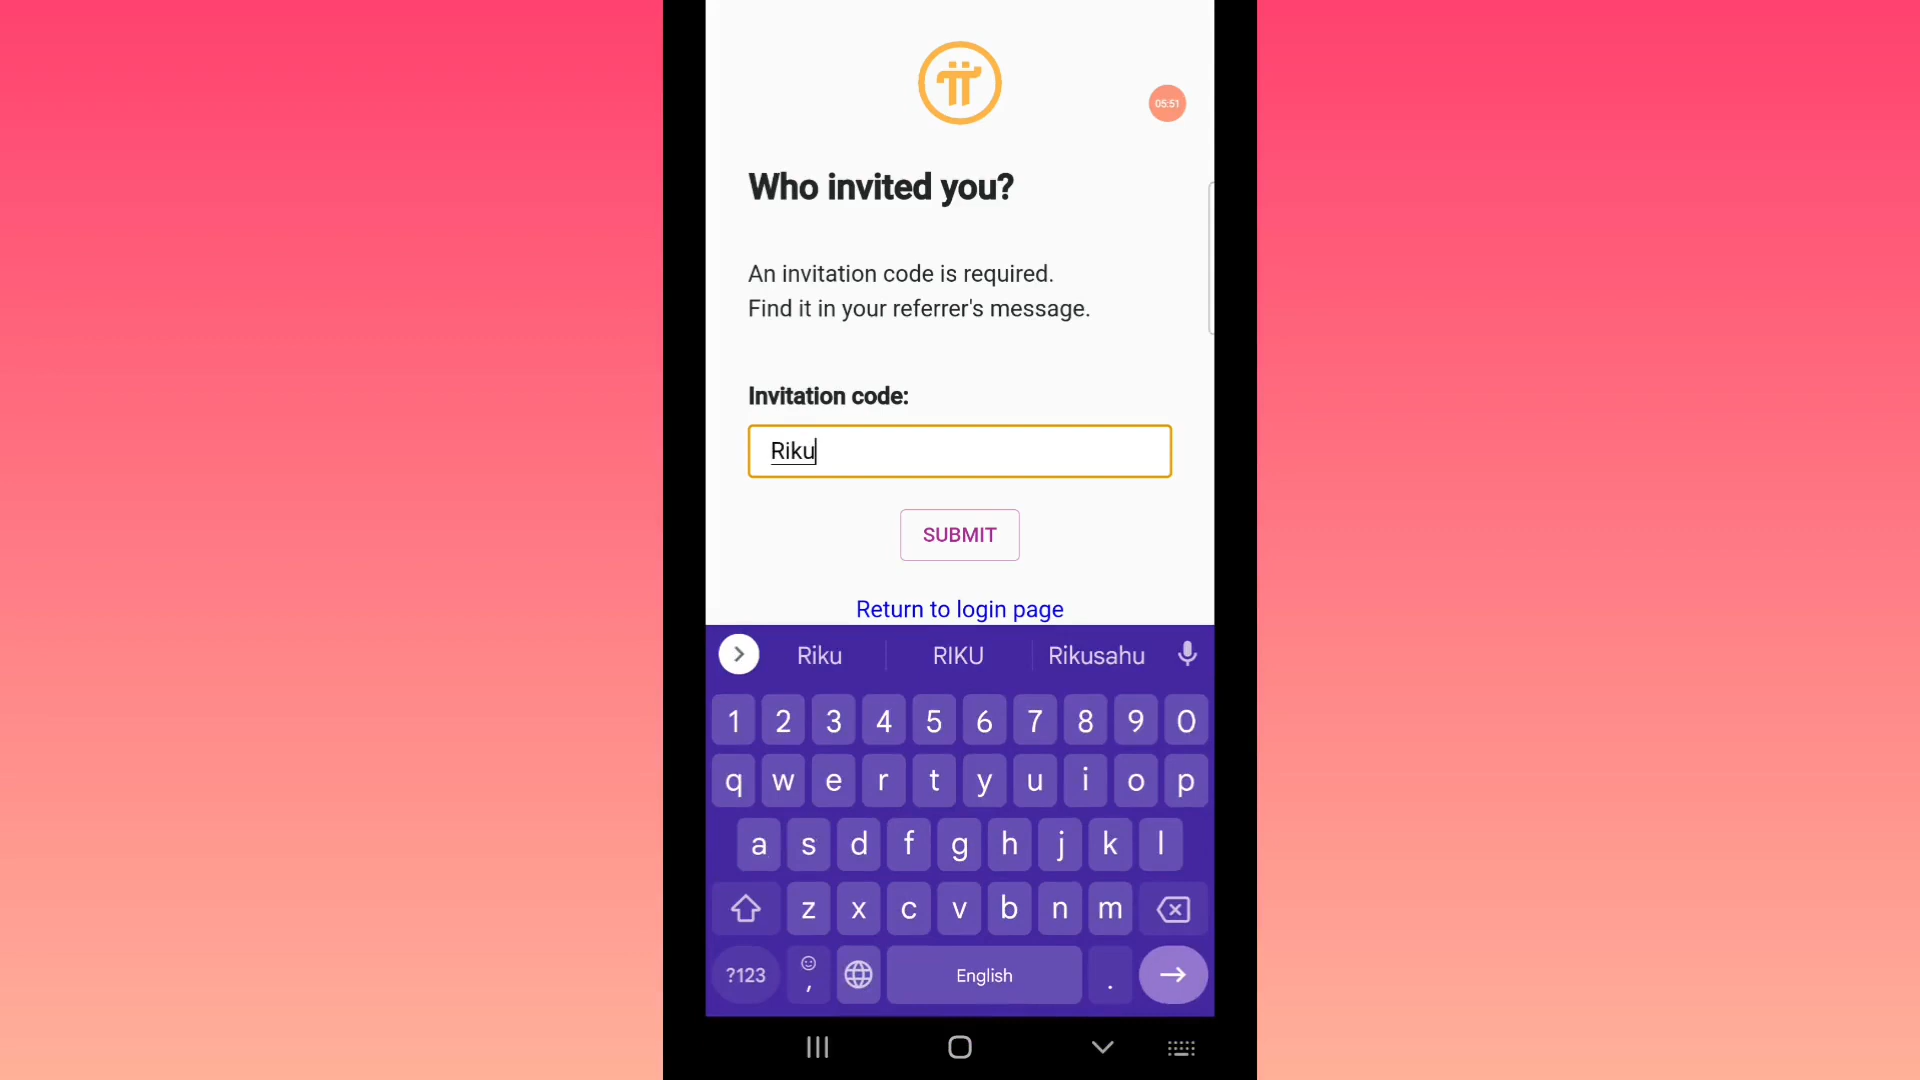 05:51
Who invited you?
An invitation code is required.
Find it in your referrer's message.
Invitation code:
Riku
SUBMIT
Return to login page
Riku RIKU Rikusahu
1 2 3 4 5 6 7 8 9 0
q w e r t y u i o p
a s d f g h j k l
z x c v b n m
?123 , English .